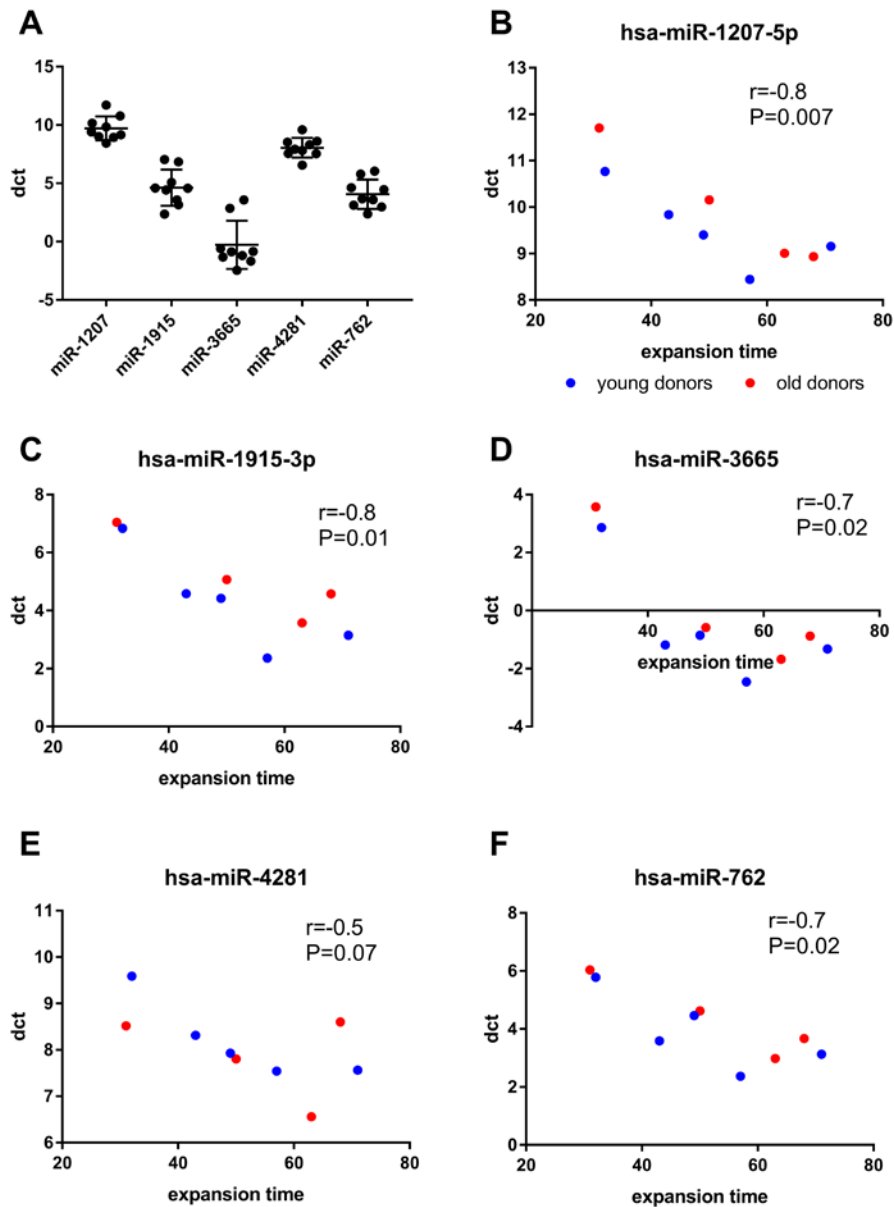 A
15
10
5
0
-5
dct
miR-1207
miR-1915
miR-3665
miR-4281
miR-762
B
hsa-miR-1207-5p
r=-0.8
P=0.007
13
12
11
10
9
8
dct
20 40 60 80
expansion time
young donors old donors
C
hsa-miR-1915-3p
r=-0.8
P=0.01
8
6
4
2
0
dct
20 40 60 80
expansion time
D
hsa-miR-3665
r=-0.7
P=0.02
4
2
0
-2
-4
dct
40 60 80
expansion time
E
hsa-miR-4281
r=-0.5
P=0.07
11
10
9
8
7
6
dct
20 40 60 80
expansion time
F
hsa-miR-762
r=-0.7
P=0.02
8
6
4
2
0
dct
20 40 60 80
expansion time